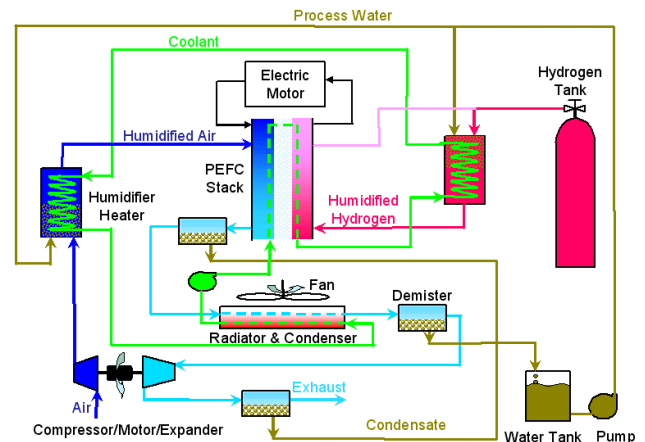 Process Water
Coolant
Electric
Motor
Hydrogen
Tank
Humidified Air
PEFC
Stack
Humidifier
Heater
Humidified
Hydrogen
Fan
Demister
Radiator & Condenser
Air
Exhaust
Compressor/Motor/Expander
Condensate
Water Tank
Pump